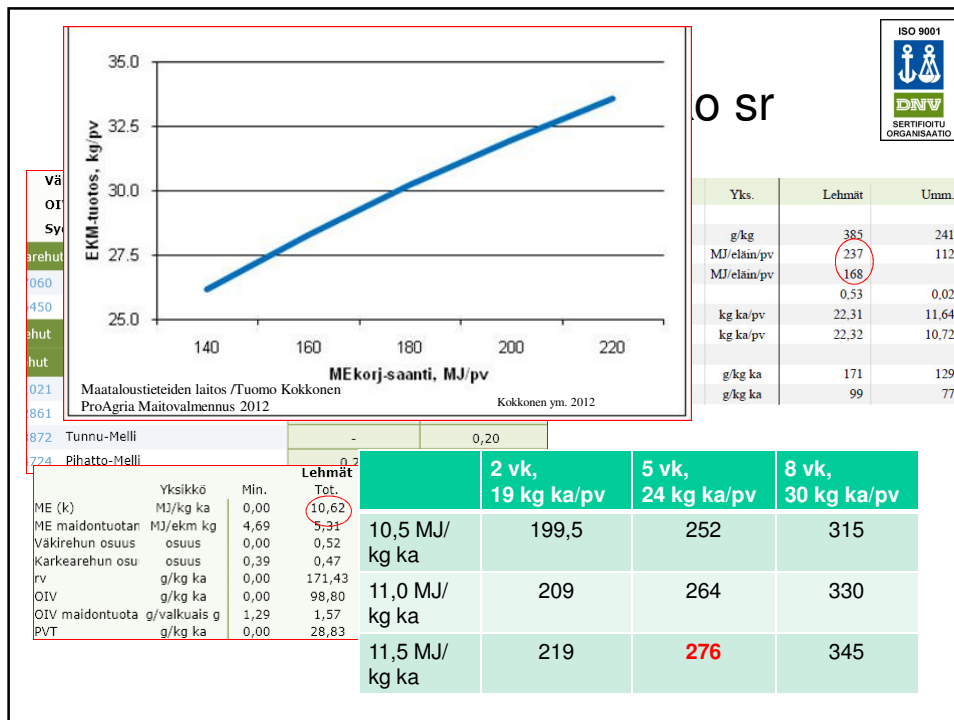 ISO 9001
DNV
SERTIFIOITU
ORGANISAATIO
sr
EKM-tuotos, kg/pv
35.0
32.5
30.0
27.5
25.0
140 160 180 200 220
MEkorj-saanti, MJ/pv
Maataloustieteiden laitos /Tuomo Kokkonen
ProAgria Maitovalmennus 2012
Kokkonen ym. 2012
Yks. Lehmät Umm.
g/kg 385 241
MJ/eläin/pv 237 112
MJ/eläin/pv 168
0,53 0,02
kg ka/pv 22,31 11,64
kg ka/pv 22,32 10,72
g/kg ka 171 129
g/kg ka 99 77
Tunnu-Melli - 0,20
Pihatto-Melli
Lehmät
Yksikkö Min. Tot.
ME (k) MJ/kg ka 0,00 10,62
ME maidontuotan MJ/ekm kg 4,69 5,31
Väkirehun osuus osuus 0,00 0,52
Karkearehun osu osuus 0,39 0,47
rv g/kg ka 0,00 171,43
OIV g/kg ka 0,00 98,80
OIV maidontuota g/valkuais g 1,29 1,57
PVT g/kg ka 0,00 28,83
2 vk, 5 vk, 8 vk,
19 kg ka/pv 24 kg ka/pv 30 kg ka/pv
10,5 MJ/ 199,5 252 315
kg ka
11,0 MJ/ 209 264 330
kg ka
11,5 MJ/ 219 276 345
kg ka